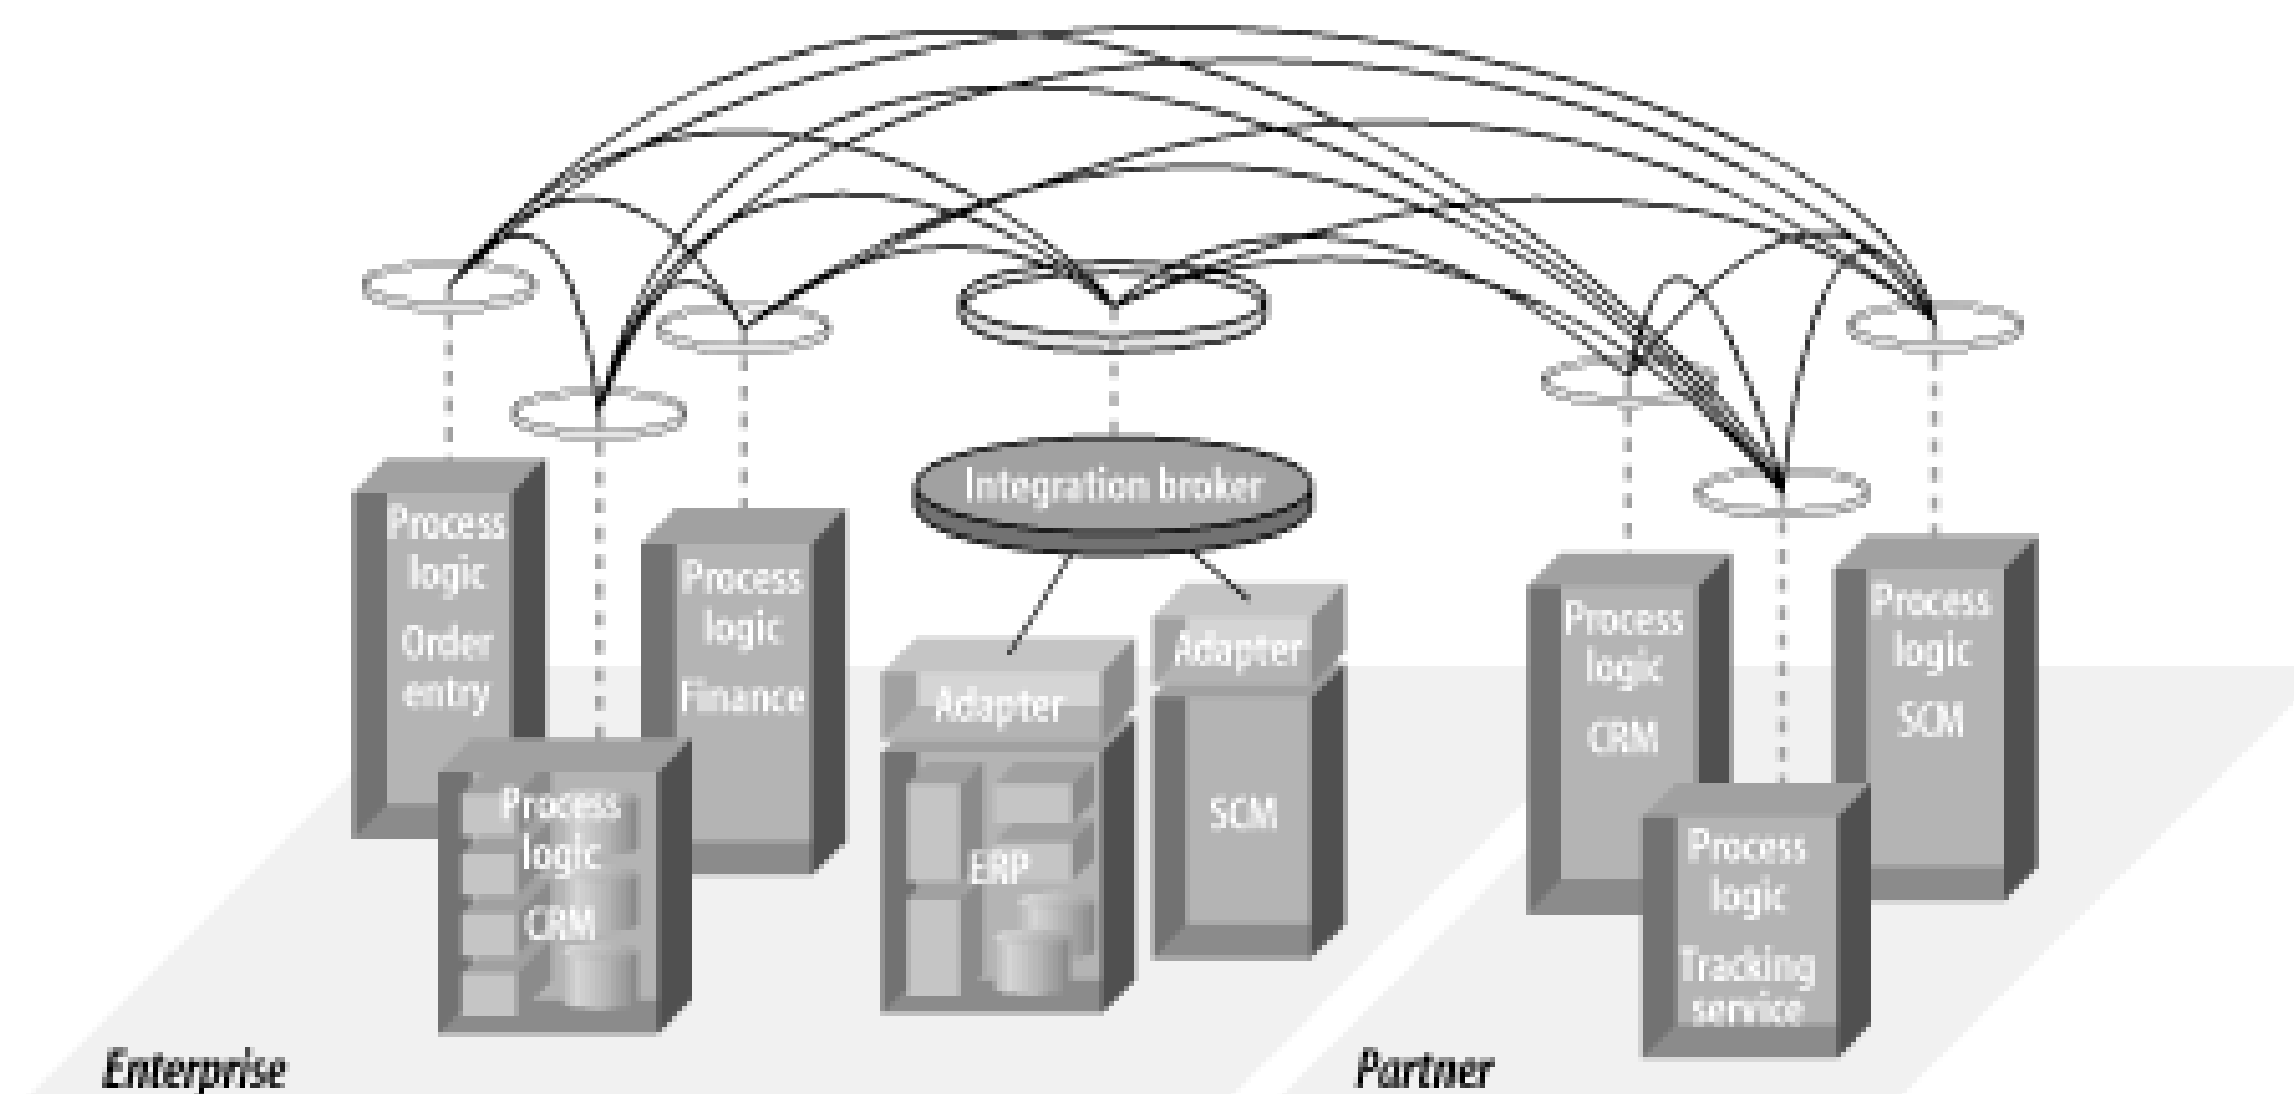 Integration broker
Process
logic
Order
entry
Process
logic
Finance
Process
logic
CRM
Adapter
ERP
Adapter
SCM
Process
logic
CRM
Process
logic
SCM
Process
logic
Tracking
service
Enterprise
Partner